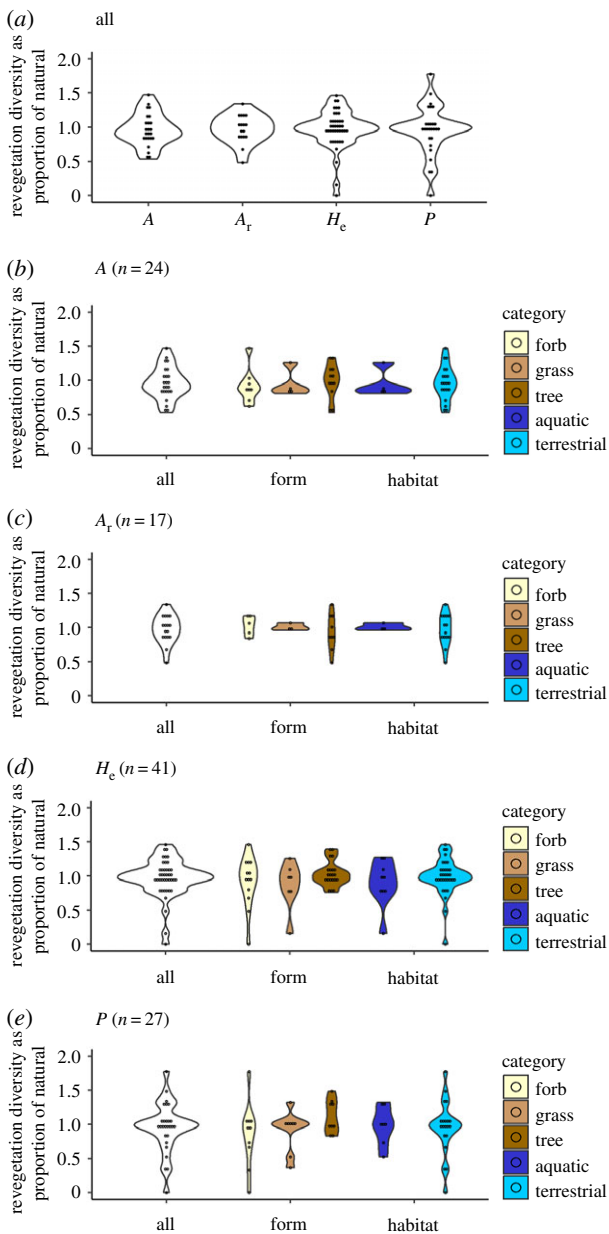 (a) all
revegetation diversity as
proportion of natural
2.0
1.5
1.0
0.5
0
A Ar He P
(b) A (n = 24)
revegetation diversity as
proportion of natural
2.0
1.5
1.0
0.5
0
all form habitat
category
forb
grass
tree
aquatic
terrestrial
(c) Ar (n = 17)
revegetation diversity as
proportion of natural
2.0
1.5
1.0
0.5
0
all form habitat
category
forb
grass
tree
aquatic
terrestrial
(d) He (n = 41)
revegetation diversity as
proportion of natural
2.0
1.5
1.0
0.5
0
all form habitat
category
forb
grass
tree
aquatic
terrestrial
(e) P (n = 27)
revegetation diversity as
proportion of natural
2.0
1.5
1.0
0.5
0
all form habitat
category
forb
grass
tree
aquatic
terrestrial